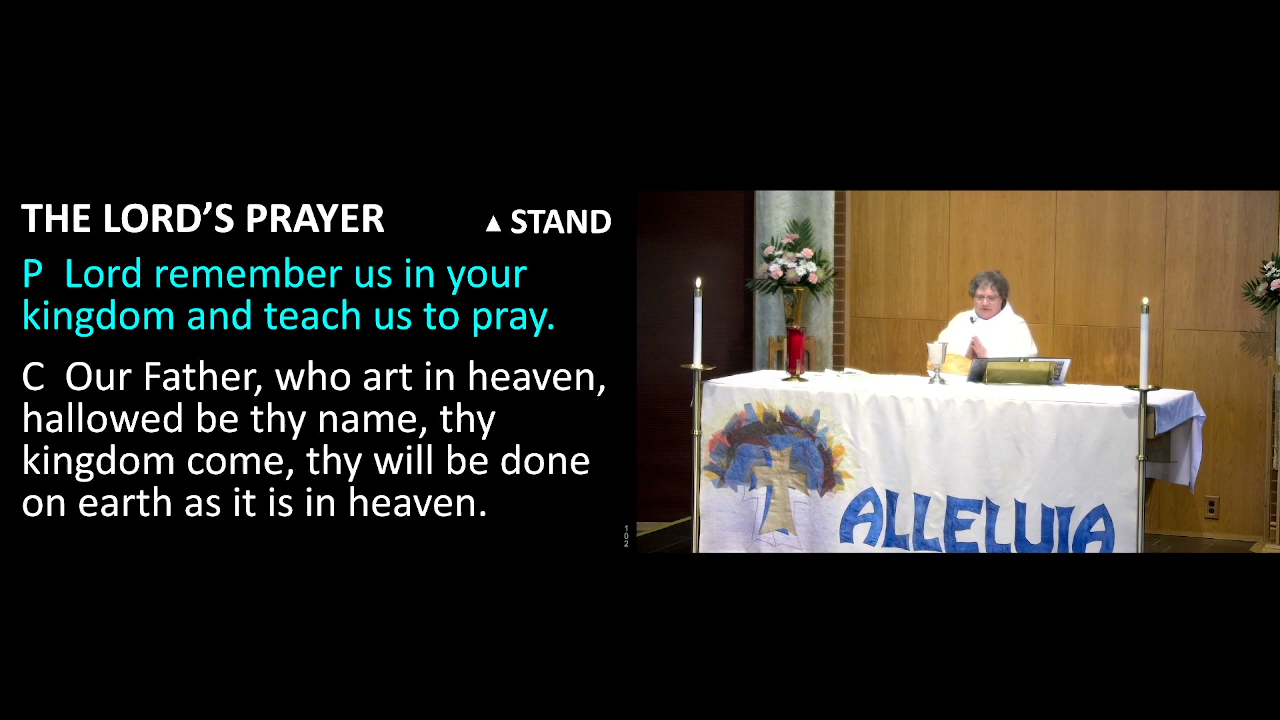 THE LORD’S PRAYER ▲ STAND
P Lord remember us in your
kingdom and teach us to pray.
C Our Father, who art in heaven,
hallowed be thy name, thy
kingdom come, thy will be done
on earth as it is in heaven.
102
ALLELUIA